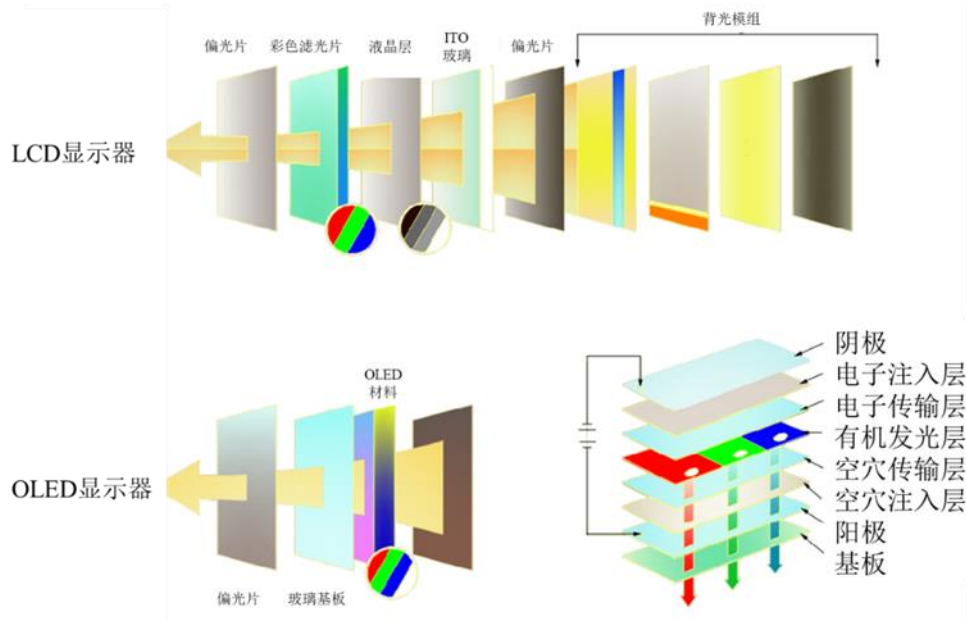 背光模组
偏光片
彩色滤光片
液晶层
ITO
玻璃
偏光片
LCD显示器
OLED
材料
OLED显示器
偏光片
玻璃基板
阴极
电子注入层
电子传输层
有机发光层
空穴传输层
空穴注入层
阳极
基板